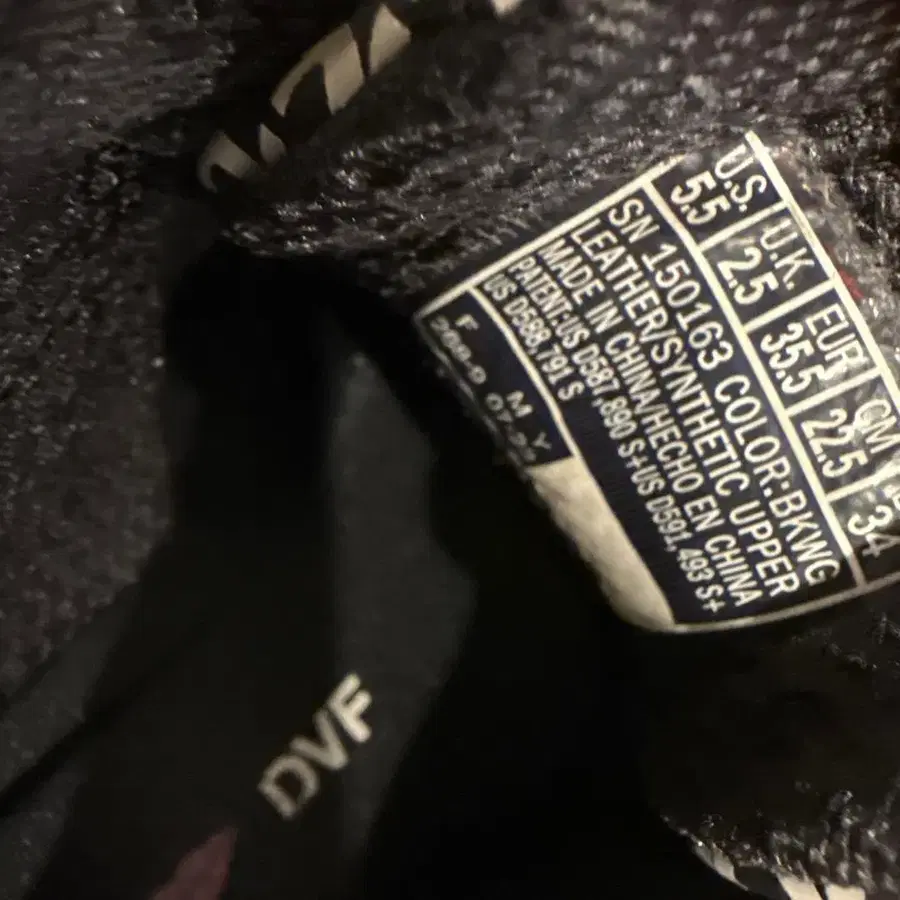 U.S. U.K. EUR CM
5.5 2.5 35.5 22.5 34
SN 150163 COLOR:BKWG
LEATHER/SYNTHETIC UPPER
MADE IN CHINA/HECHO EN CHINA
PATENT:US D587,890 S+US D591,493 S+
US D588,791 S
F M Y
DVF